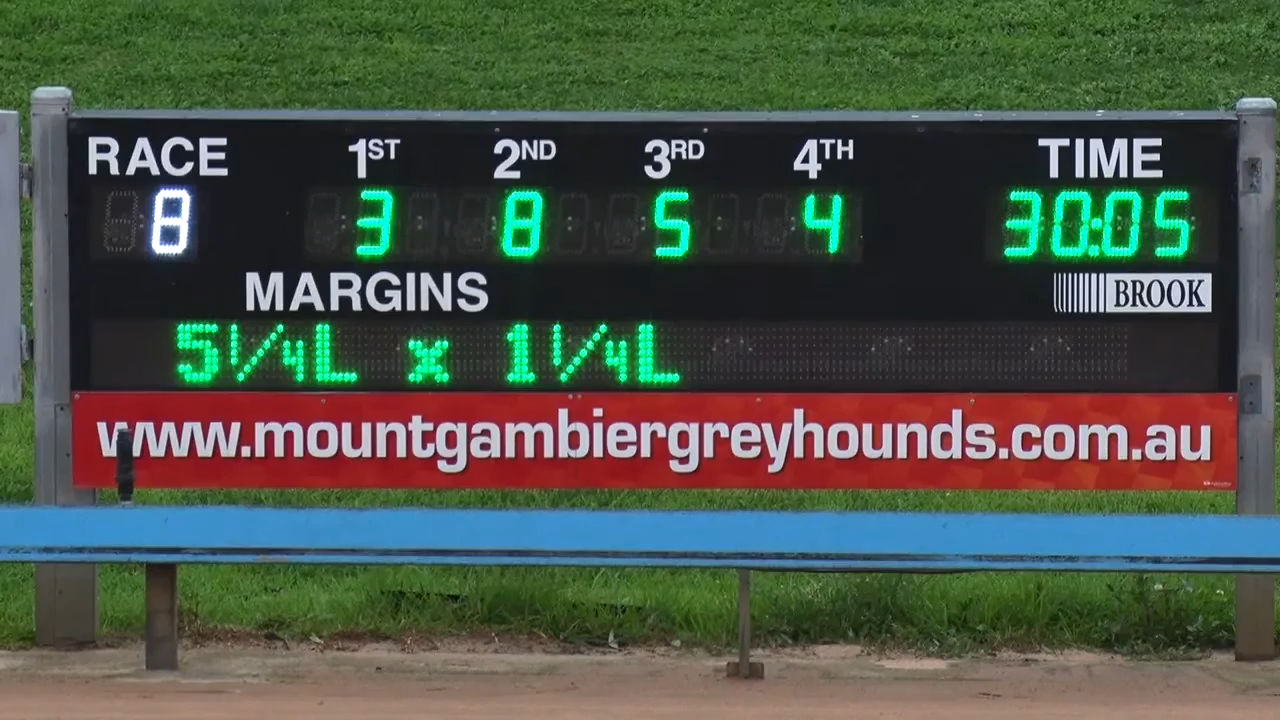 RACE 1ST 2ND 3RD 4TH TIME
8 3 8 5 4 30:05
MARGINS
BROOK
5¼L x 1¼L
www.mountgambiergreyhounds.com.au